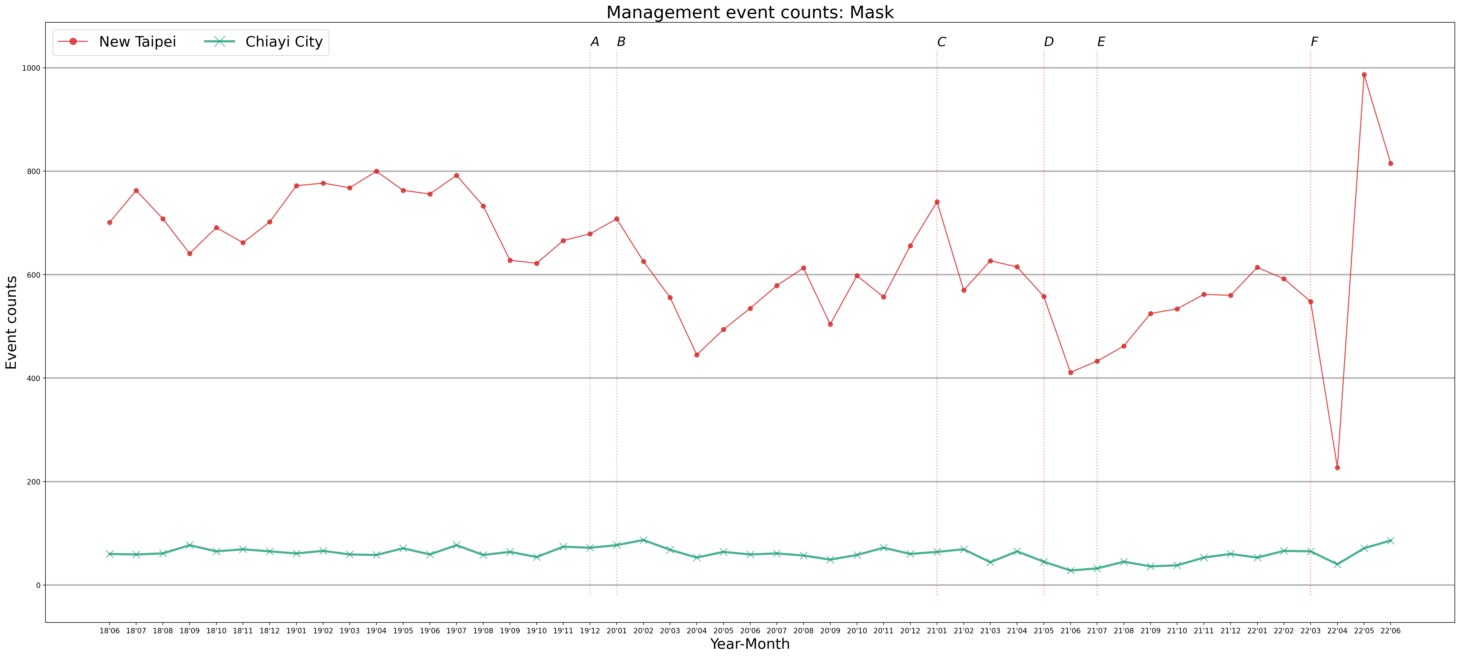 Management event counts: Mask
New Taipei
Chiayi City
A B C D E F
1000
800
600
400
200
0
Event counts
18'06 18'07 18'08 18'09 18'10 18'11 18'12 19'01 19'02 19'03 19'04 19'05 19'06 19'07 19'08 19'09 19'10 19'11 19'12 20'01 20'02 20'03 20'04 20'05 20'06 20'07 20'08 20'09 20'10 20'11 20'12 21'01 21'02 21'03 21'04 21'05 21'06 21'07 21'08 21'09 21'10 21'11 21'12 22'01 22'02 22'03 22'04 22'05 22'06
Year-Month